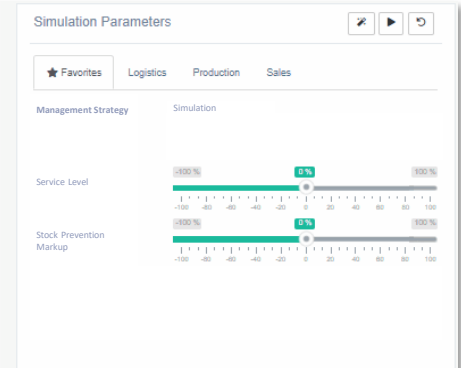 Simulation Parameters
Favorites Logistics Production Sales
Management Strategy Simulation
-100 % 0 % 100 %
Service Level
-100 -80 -60 -40 -20 0 20 40 60 80 100
-100 % 0 % 100 %
Stock Prevention
Markup
-100 -80 -60 -40 -20 0 20 40 60 80 100